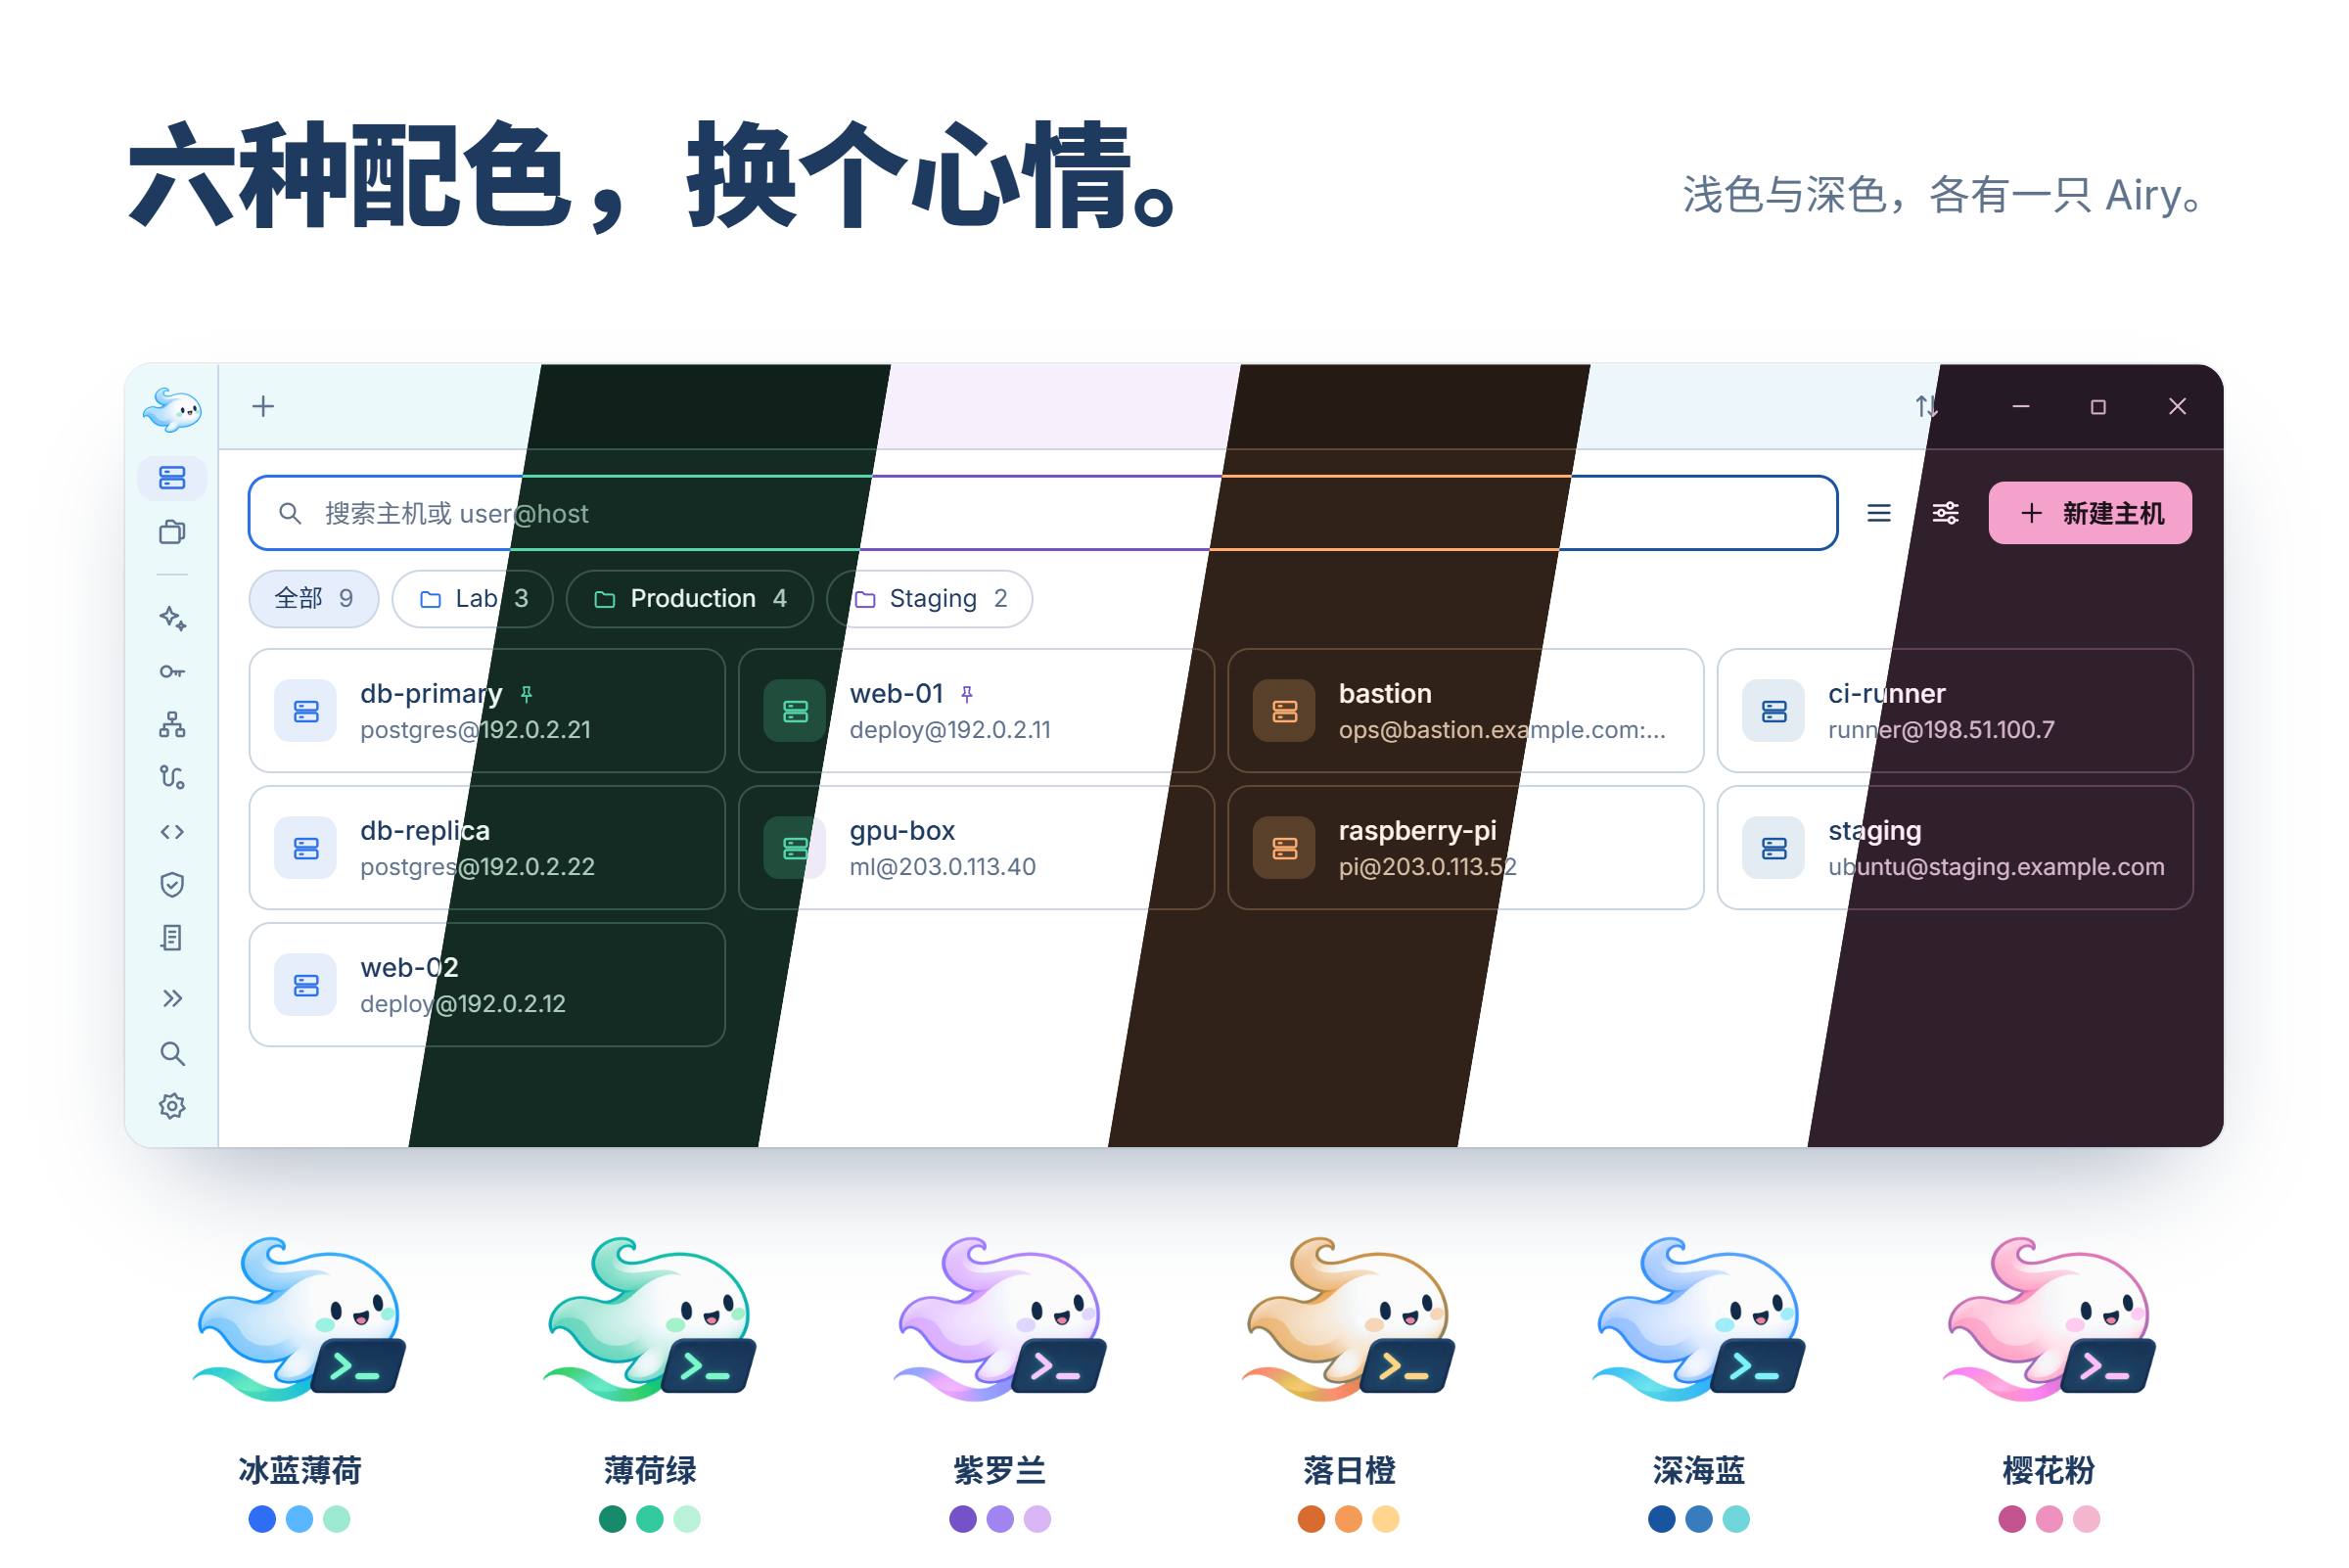 六种配色，换个心情。
浅色与深色，各有一只 Airy。
搜索主机或 user@host
新建主机
全部 9
Lab 3
Production 4
Staging 2
db-primary
postgres@192.0.2.21
web-01
deploy@192.0.2.11
bastion
ops@bastion.example.com:...
ci-runner
runner@198.51.100.7
db-replica
postgres@192.0.2.22
gpu-box
ml@203.0.113.40
raspberry-pi
pi@203.0.113.52
staging
ubuntu@staging.example.com
web-02
deploy@192.0.2.12
冰蓝薄荷
薄荷绿
紫罗兰
落日橙
深海蓝
樱花粉